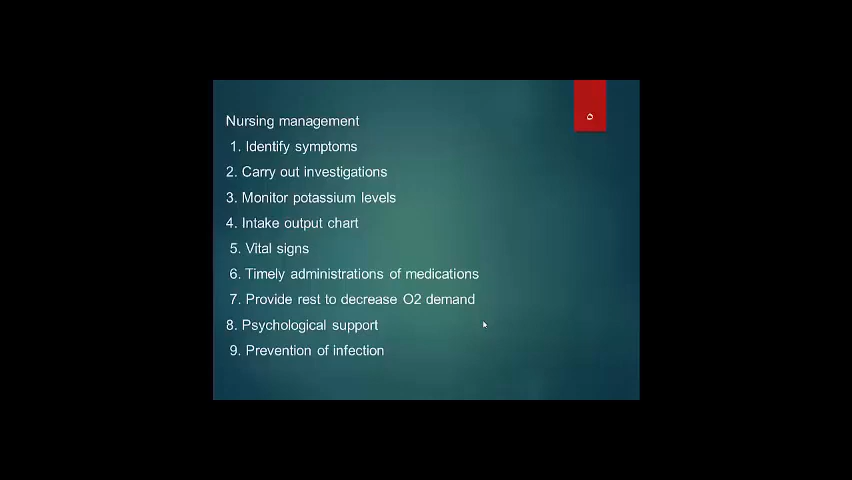 Nursing management
1. Identify symptoms
2. Carry out investigations
3. Monitor potassium levels
4. Intake output chart
5. Vital signs
6. Timely administrations of medications
7. Provide rest to decrease O2 demand
8. Psychological support
9. Prevention of infection